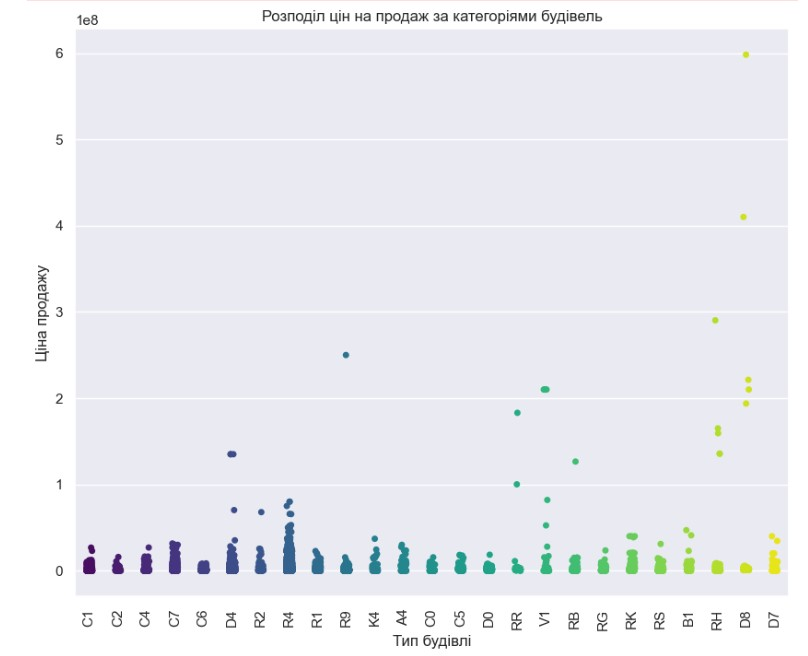 Розподіл цін на продаж за категоріями будівель
1e8
6
5
4
3
2
1
0
Ціна продажу
C1 C2 C4 C7 C6 D4 R2 R4 R1 R9 K4 A4 C0 C5 D0 RR V1 RB RG RK RS B1 RH D8 D7
Тип будівлі